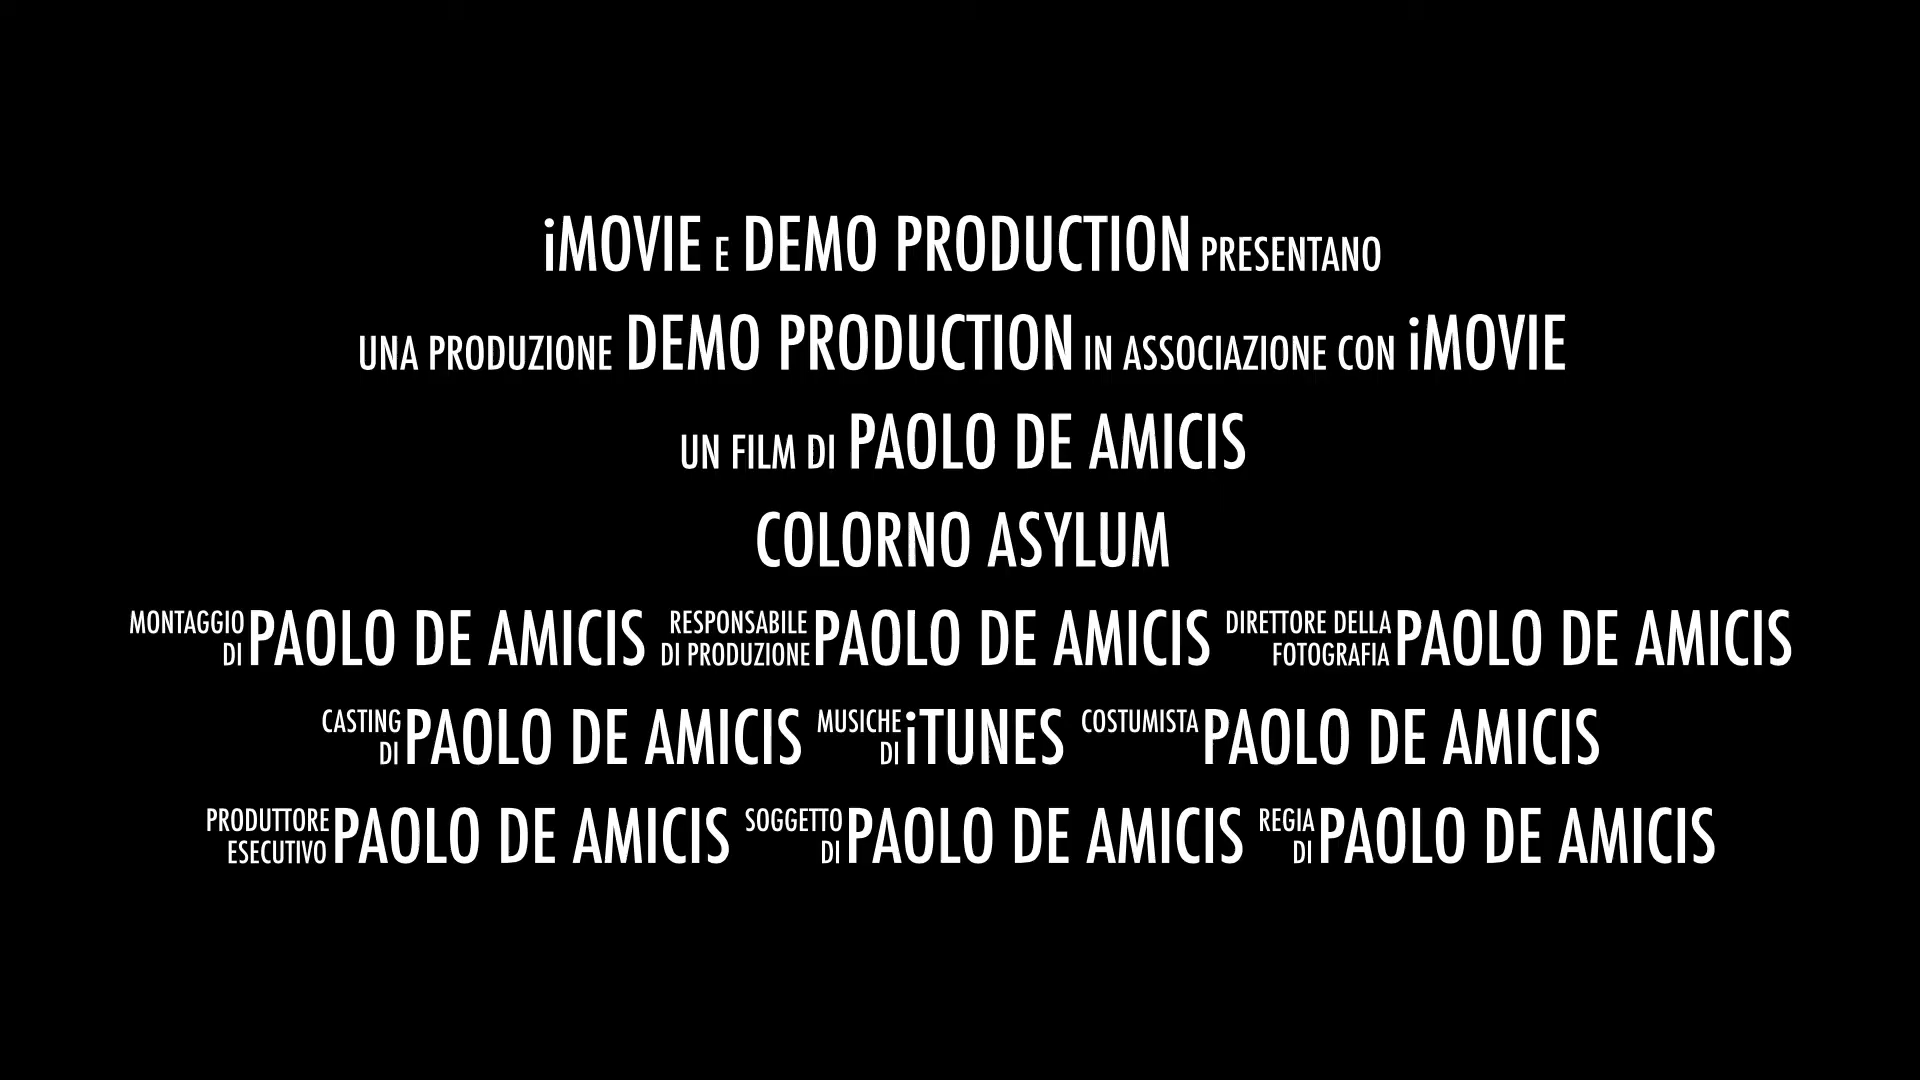 iMOVIE E DEMO PRODUCTION PRESENTANO
UNA PRODUZIONE DEMO PRODUCTION IN ASSOCIAZIONE CON iMOVIE
UN FILM DI PAOLO DE AMICIS
COLORNO ASYLUM
MONTAGGIO DI PAOLO DE AMICIS RESPONSABILE DI PRODUZIONE PAOLO DE AMICIS DIRETTORE DELLA FOTOGRAFIA PAOLO DE AMICIS
CASTING DI PAOLO DE AMICIS MUSICHE DI iTUNES COSTUMISTA PAOLO DE AMICIS
PRODUTTORE ESECUTIVO PAOLO DE AMICIS SOGGETTO DI PAOLO DE AMICIS REGIA DI PAOLO DE AMICIS